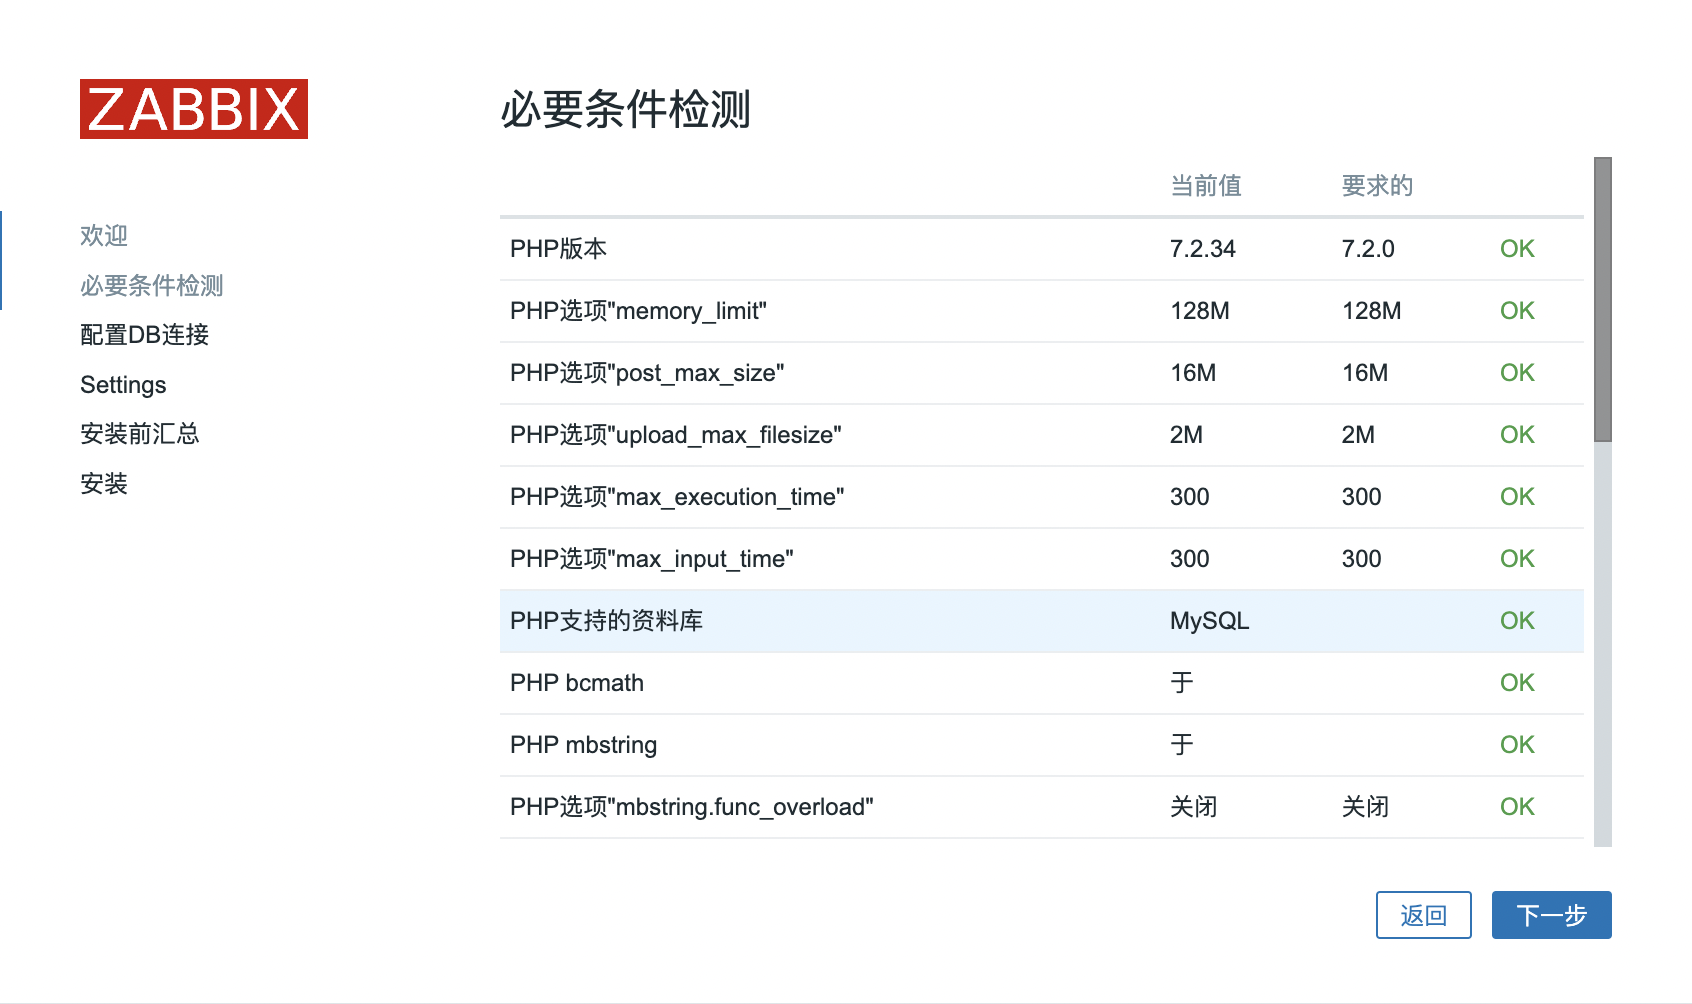 ZABBIX
必要条件检测
欢迎
必要条件检测
配置DB连接
Settings
安装前汇总
安装
当前值 要求的
PHP版本 7.2.34 7.2.0 OK
PHP选项"memory_limit" 128M 128M OK
PHP选项"post_max_size" 16M 16M OK
PHP选项"upload_max_filesize" 2M 2M OK
PHP选项"max_execution_time" 300 300 OK
PHP选项"max_input_time" 300 300 OK
PHP支持的资料库 MySQL OK
PHP bcmath 于 OK
PHP mbstring 于 OK
PHP选项"mbstring.func_overload" 关闭 关闭 OK
返回 下一步